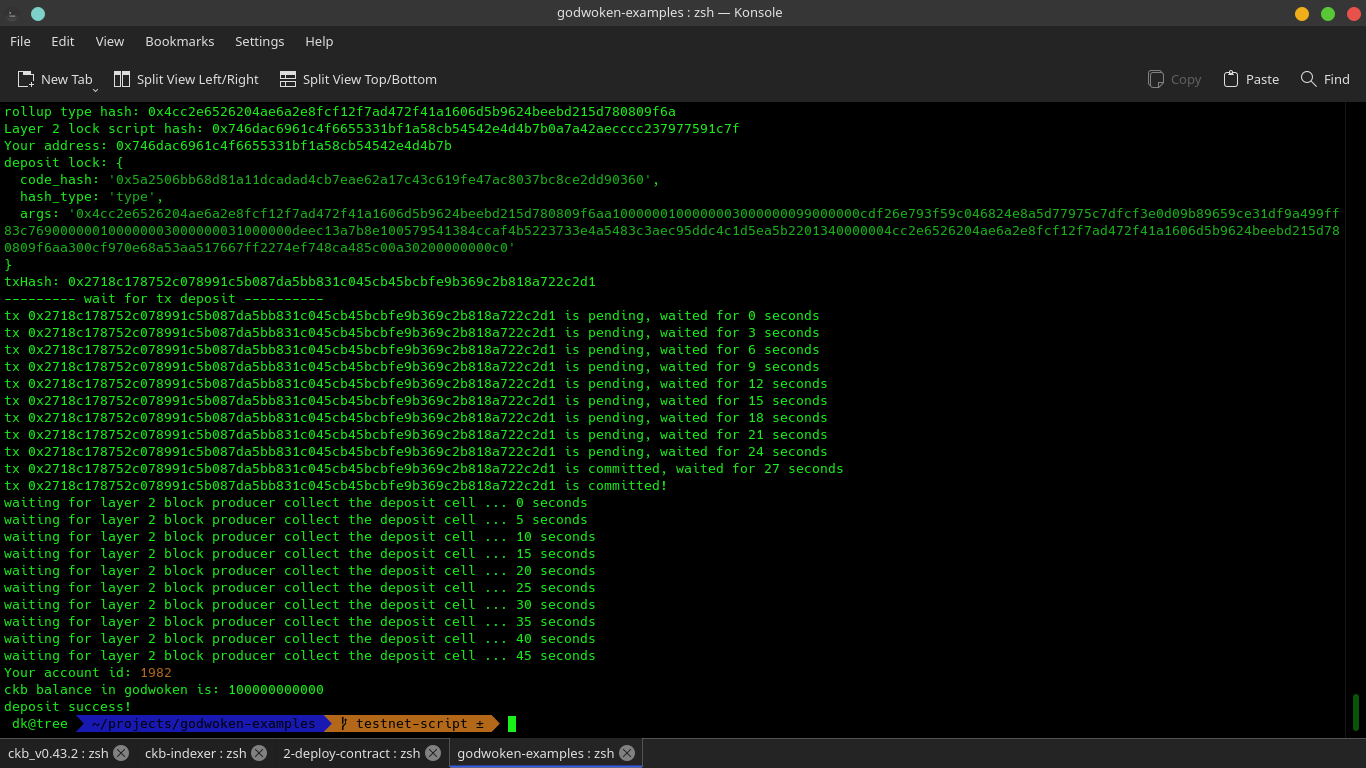 godwoken-examples : zsh — Konsole
File Edit View Bookmarks Settings Help
New Tab Split View Left/Right Split View Top/Bottom Copy Paste Find
rollup type hash: 0x4cc2e6526204ae6a2e8fcf12f7ad472f41a1606d5b9624beebd215d780809f6a
Layer 2 lock script hash: 0x746dac6961c4f6655331bf1a58cb54542e4d4b7b0a7a42aecccc237977591c7f
Your address: 0x746dac6961c4f6655331bf1a58cb54542e4d4b7b
deposit lock: {
  code_hash: '0x5a2506bb68d81a11dcadad4cb7eae62a17c43c619fe47ac8037bc8ce2dd90360',
  hash_type: 'type',
  args: '0x4cc2e6526204ae6a2e8fcf12f7ad472f41a1606d5b9624beebd215d780809f6aa10000001000000003000000099000000cdf26e793f59c046824e8a5d77975c7dfcf3e0d09b89659ce31df9a499ff
83c7690000000100000003000000031000000deec13a7b8e100579541384ccaf4b5223733e4a5483c3aec95ddc4c1d5ea5b2201340000004cc2e6526204ae6a2e8fcf12f7ad472f41a1606d5b9624beebd215d78
0809f6aa300cf970e68a53aa517667ff2274ef748ca485c00a30200000000c0'
}
txHash: 0x2718c178752c078991c5b087da5bb831c045cb45bcbfe9b369c2b818a722c2d1
--------- wait for tx deposit ----------
tx 0x2718c178752c078991c5b087da5bb831c045cb45bcbfe9b369c2b818a722c2d1 is pending, waited for 0 seconds
tx 0x2718c178752c078991c5b087da5bb831c045cb45bcbfe9b369c2b818a722c2d1 is pending, waited for 3 seconds
tx 0x2718c178752c078991c5b087da5bb831c045cb45bcbfe9b369c2b818a722c2d1 is pending, waited for 6 seconds
tx 0x2718c178752c078991c5b087da5bb831c045cb45bcbfe9b369c2b818a722c2d1 is pending, waited for 9 seconds
tx 0x2718c178752c078991c5b087da5bb831c045cb45bcbfe9b369c2b818a722c2d1 is pending, waited for 12 seconds
tx 0x2718c178752c078991c5b087da5bb831c045cb45bcbfe9b369c2b818a722c2d1 is pending, waited for 15 seconds
tx 0x2718c178752c078991c5b087da5bb831c045cb45bcbfe9b369c2b818a722c2d1 is pending, waited for 18 seconds
tx 0x2718c178752c078991c5b087da5bb831c045cb45bcbfe9b369c2b818a722c2d1 is pending, waited for 21 seconds
tx 0x2718c178752c078991c5b087da5bb831c045cb45bcbfe9b369c2b818a722c2d1 is pending, waited for 24 seconds
tx 0x2718c178752c078991c5b087da5bb831c045cb45bcbfe9b369c2b818a722c2d1 is committed, waited for 27 seconds
tx 0x2718c178752c078991c5b087da5bb831c045cb45bcbfe9b369c2b818a722c2d1 is committed!
waiting for layer 2 block producer collect the deposit cell ... 0 seconds
waiting for layer 2 block producer collect the deposit cell ... 5 seconds
waiting for layer 2 block producer collect the deposit cell ... 10 seconds
waiting for layer 2 block producer collect the deposit cell ... 15 seconds
waiting for layer 2 block producer collect the deposit cell ... 20 seconds
waiting for layer 2 block producer collect the deposit cell ... 25 seconds
waiting for layer 2 block producer collect the deposit cell ... 30 seconds
waiting for layer 2 block producer collect the deposit cell ... 35 seconds
waiting for layer 2 block producer collect the deposit cell ... 40 seconds
waiting for layer 2 block producer collect the deposit cell ... 45 seconds
Your account id: 1982
ckb balance in godwoken is: 100000000000
deposit success!
dk@tree ~/projects/godwoken-examples testnet-script ±
ckb_v0.43.2 : zsh ckb-indexer : zsh 2-deploy-contract : zsh godwoken-examples : zsh